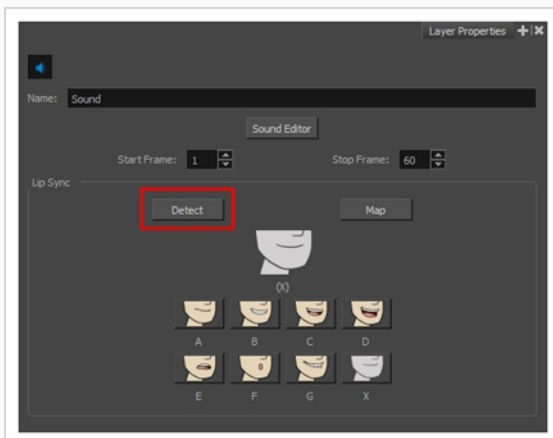 Layer Properties
Name: Sound
Sound Editor
Start Frame: 1 Stop Frame: 60
Lip Sync
Detect Map
(X)
A B C D
E F G X